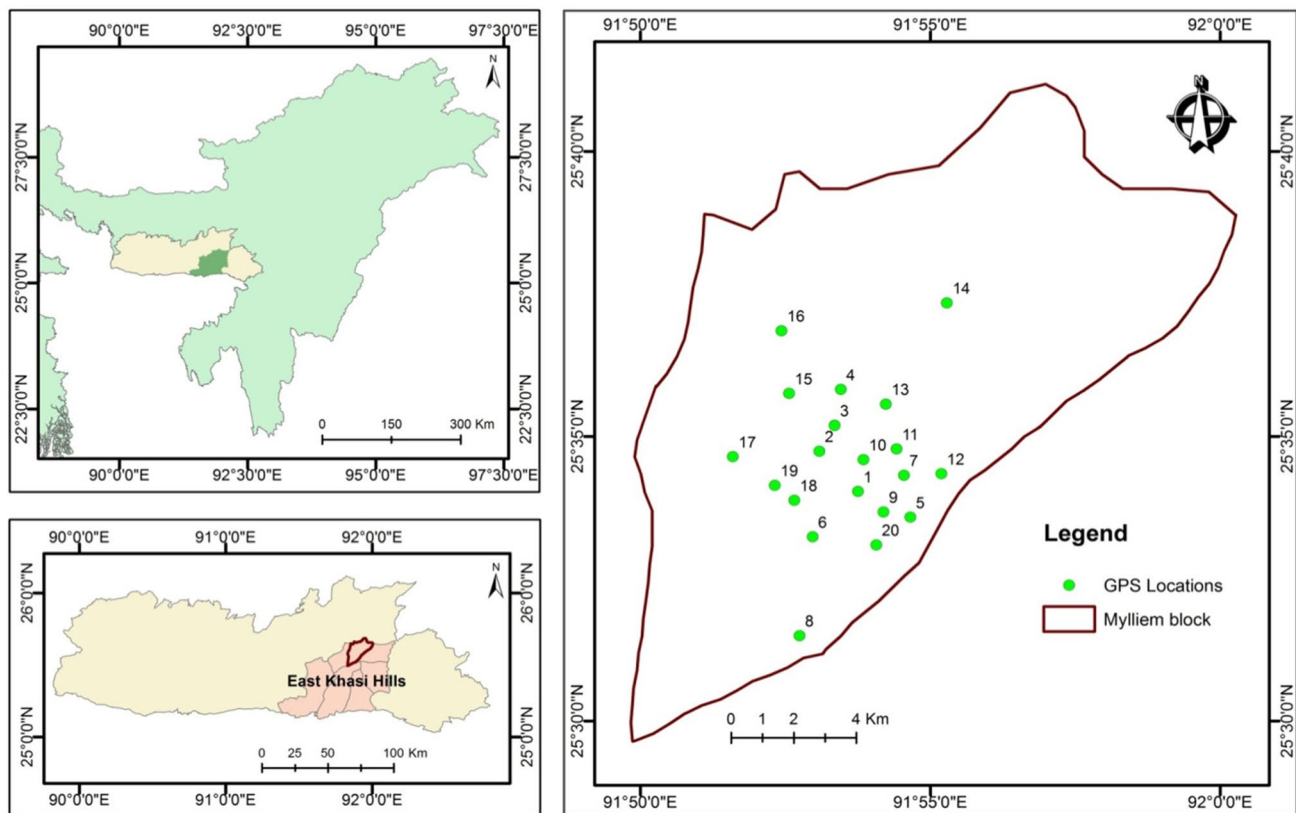 90°0'0"E 92°30'0"E 95°0'0"E 97°30'0"E
N
27°30'0"N 27°30'0"N
25°0'0"N 25°0'0"N
22°30'0"N 22°30'0"N
0 150 300 Km
90°0'0"E 92°30'0"E 95°0'0"E 97°30'0"E
90°0'0"E 91°0'0"E 92°0'0"E
N
26°0'0"N 26°0'0"N
East Khasi Hills
25°0'0"N 25°0'0"N
0 25 50 100 Km
90°0'0"E 91°0'0"E 92°0'0"E
91°50'0"E 91°55'0"E 92°0'0"E
N
25°40'0"N 25°40'0"N
14
16
4
15 13
3
25°35'0"N 25°35'0"N
2 11
17 10 12
7
19 1
18
9 5
6 20
Legend
GPS Locations
Mylliem block
8
0 1 2 4 Km
25°30'0"N 25°30'0"N
91°50'0"E 91°55'0"E 92°0'0"E